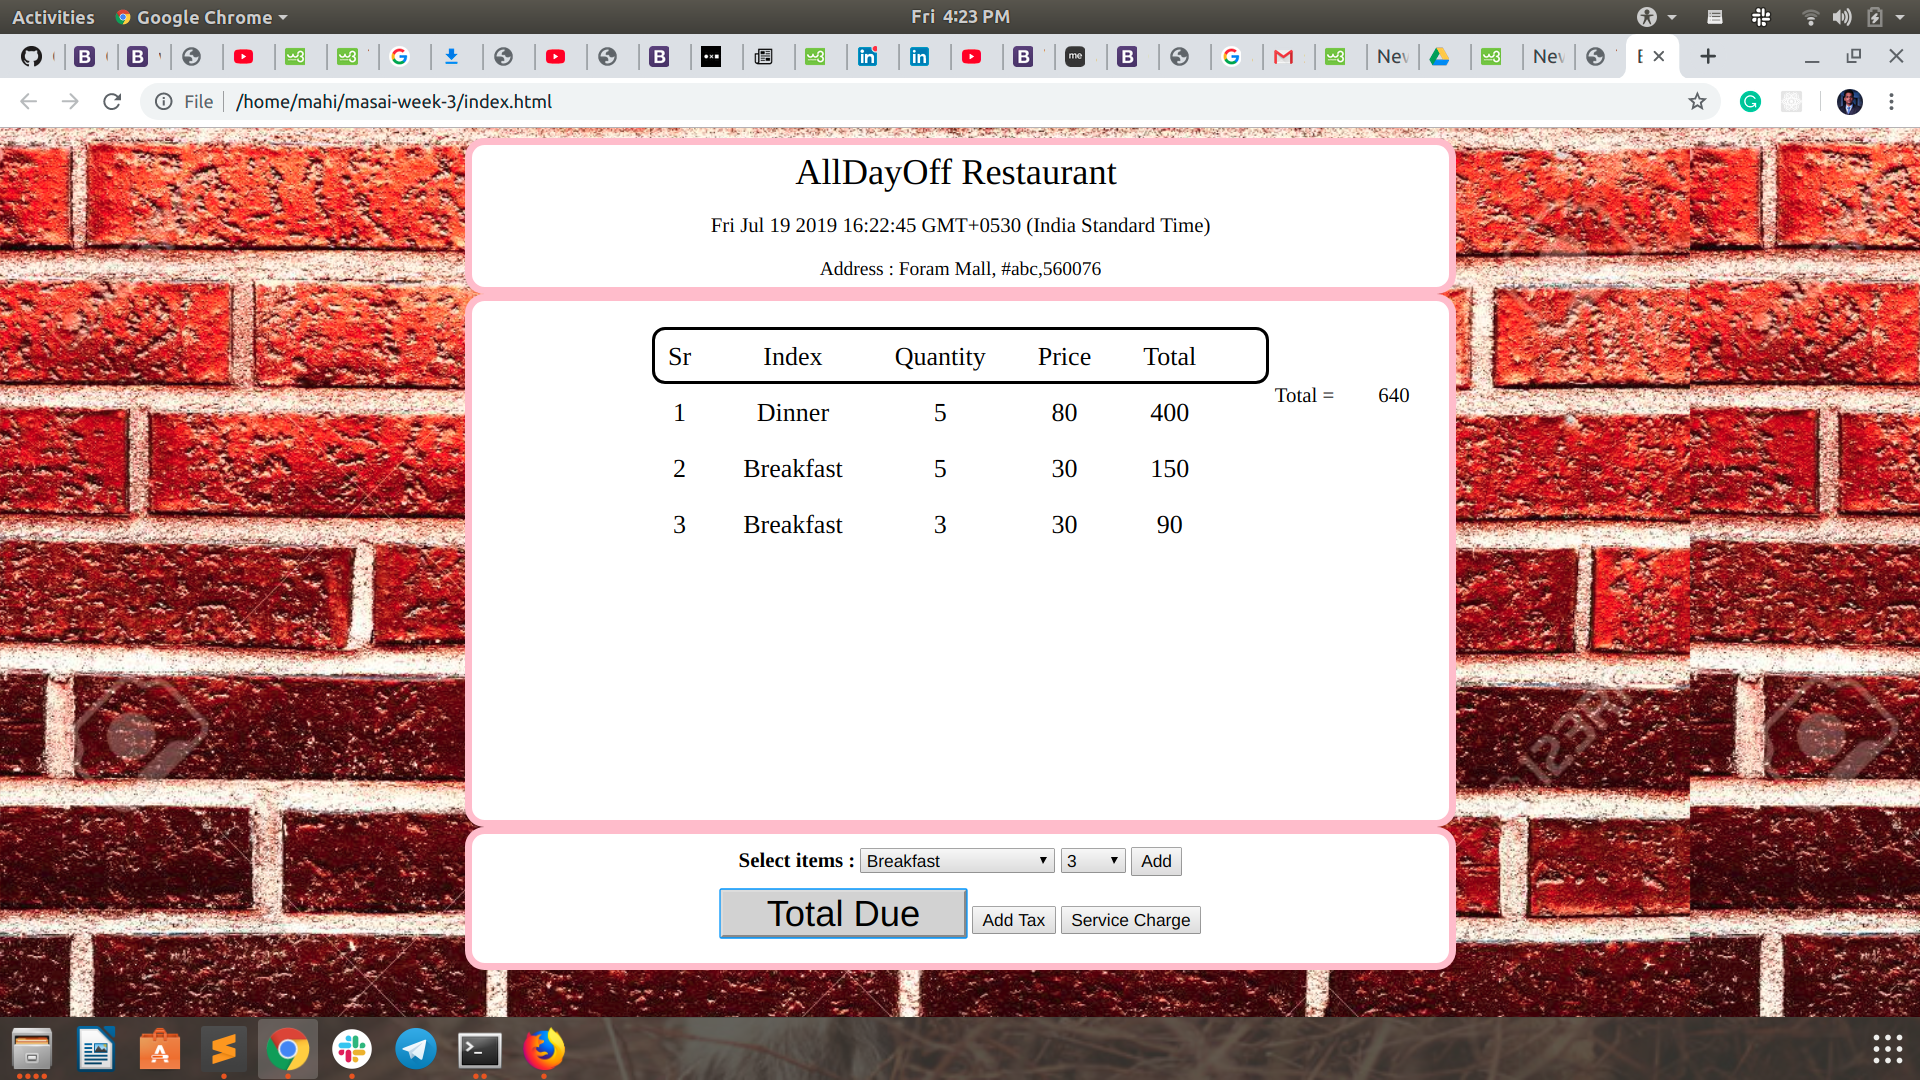 Activities Google Chrome Fri 4:23 PM
New
New
File /home/mahi/masai-week-3/index.html
AllDayOff Restaurant
Fri Jul 19 2019 16:22:45 GMT+0530 (India Standard Time)
Address : Foram Mall, #abc,560076
Sr Index Quantity Price Total
Total = 640
1 Dinner 5 80 400
2 Breakfast 5 30 150
3 Breakfast 3 30 90
Select items : Breakfast 3 Add
Total Due Add Tax Service Charge